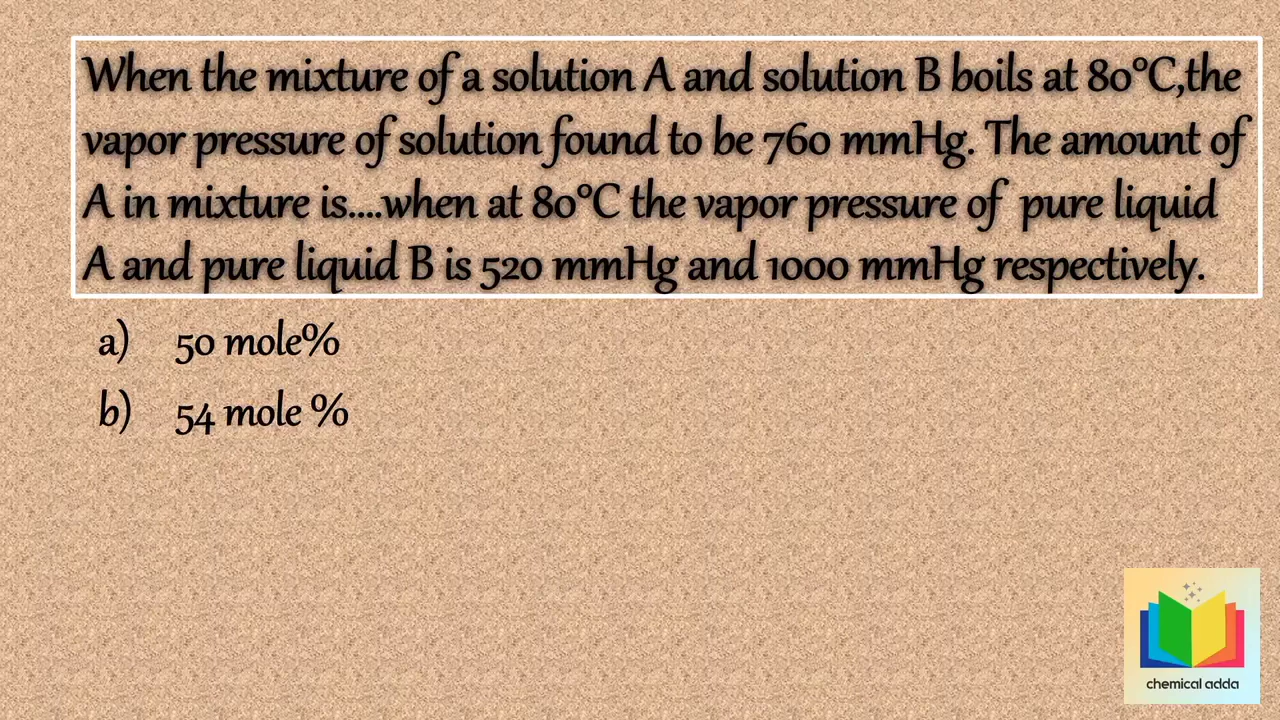 When the mixture of a solution A and solution B boils at 80°C,the
vapor pressure of solution found to be 760 mmHg. The amount of
A in mixture is....when at 80°C the vapor pressure of pure liquid
A and pure liquid B is 520 mmHg and 1000 mmHg respectively.
a) 50 mole%
b) 54 mole %
chemical adda